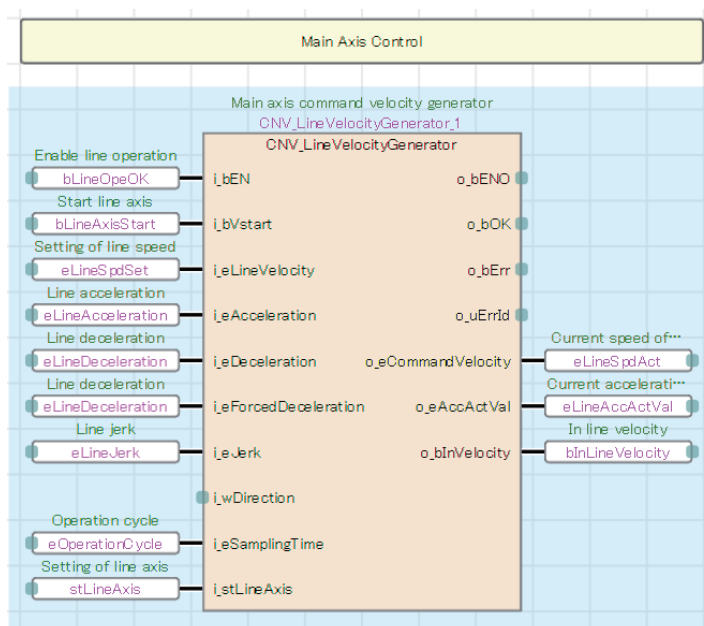 Main Axis Control
Main axis command velocity generator
CNV_LineVelocityGenerator_1
CNV_LineVelocityGenerator
Enable line operation
bLineOpeOK i_bEN o_bENO
Start line axis
bLineAxisStart i_bVstart o_bOK
Setting of line speed
eLineSpdSet i_eLineVelocity o_bErr
Line acceleration
eLineAcceleration i_eAcceleration o_uErrId
Line deceleration Current speed of…
eLineDeceleration i_eDeceleration o_eCommandVelocity eLineSpdAct
Line deceleration Current accelerati…
eLineDeceleration i_eForcedDeceleration o_eAccActVal eLineAccActVal
Line jerk In line velocity
eLineJerk i_eJerk o_bInVelocity bInLineVelocity
i_wDirection
Operation cycle
eOperationCycle i_eSamplingTime
Setting of line axis
stLineAxis i_stLineAxis